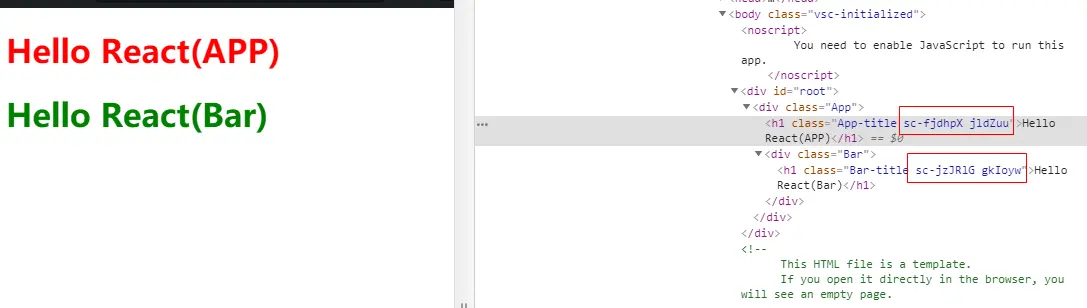 Hello React(APP)
Hello React(Bar)
<body class="vsc-initialized">
<noscript>
You need to enable JavaScript to run this
app.
</noscript>
<div id="root">
<div class="App">
<h1 class="App-title sc-fjdhpX jldZuu">Hello
React(APP)</h1> == $0
<div class="Bar">
<h1 class="Bar-title sc-jzJRlG gkIoyw">Hello
React(Bar)</h1>
</div>
</div>
</div>
<!--
This HTML file is a template.
If you open it directly in the browser, you
will see an empty page.